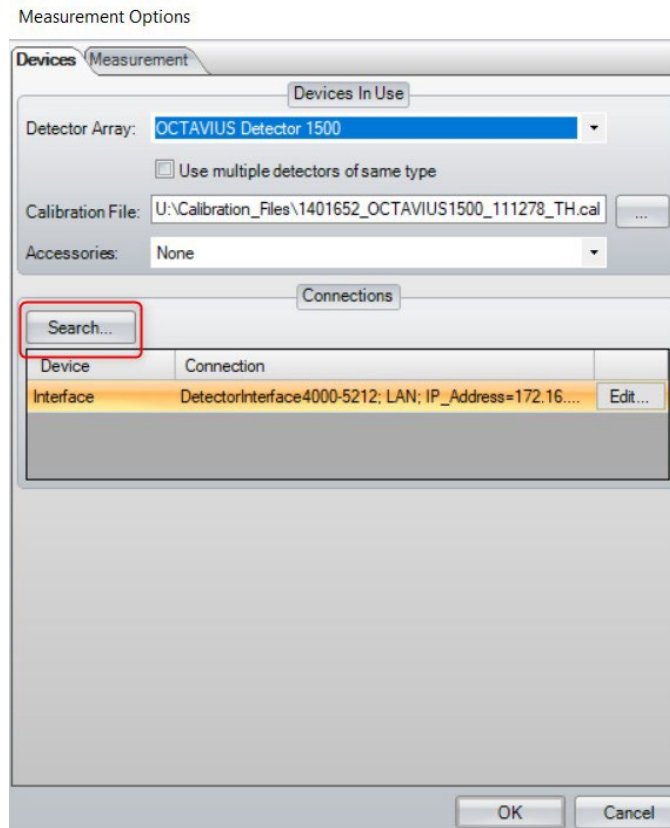 Measurement Options
Devices Measurement
Devices In Use
Detector Array: OCTAVIUS Detector 1500
Use multiple detectors of same type
Calibration File: U:\Calibration_Files\1401652_OCTAVIUS1500_111278_TH.cal ...
Accessories: None
Connections
Search...
Device Connection
Interface DetectorInterface4000-5212; LAN; IP_Address=172.16.... Edit...
OK Cancel